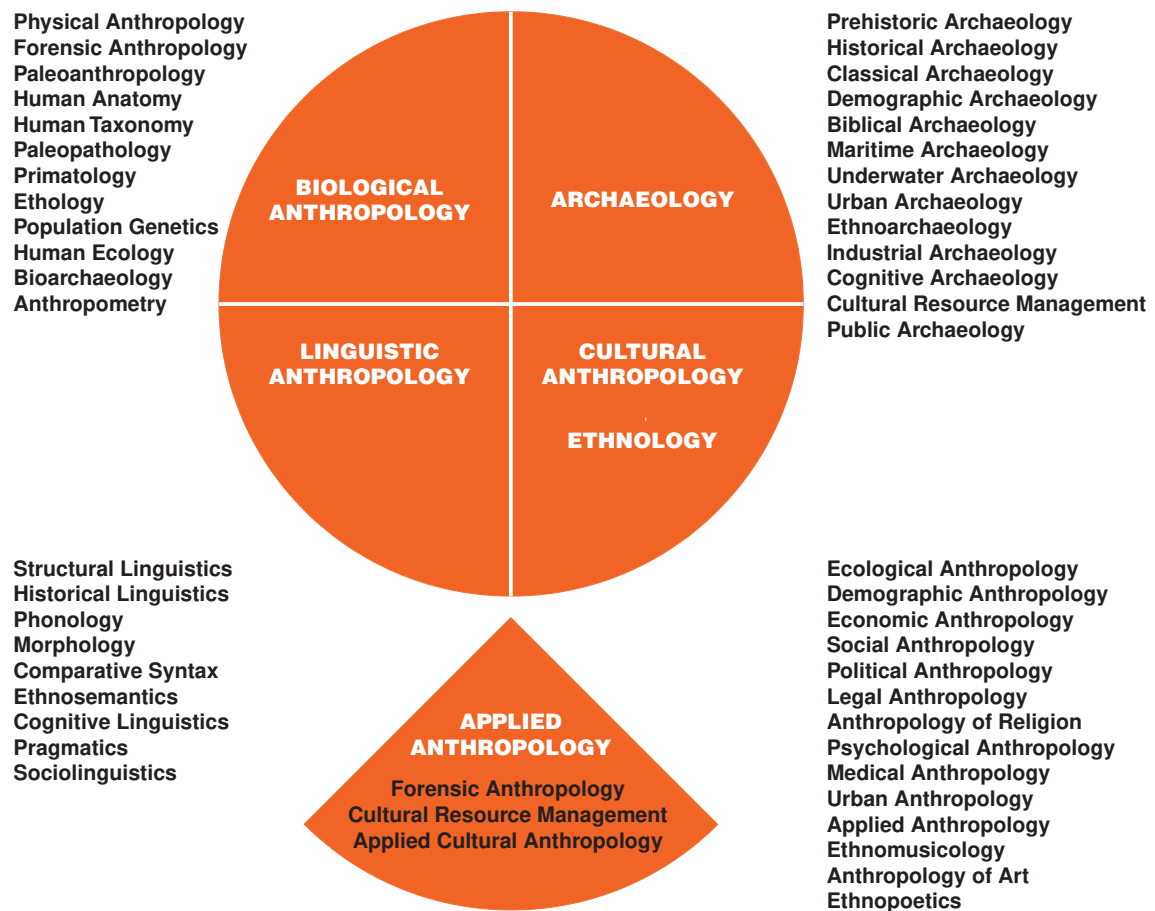 Physical Anthropology
Forensic Anthropology
Paleoanthropology
Human Anatomy
Human Taxonomy
Paleopathology
Primatology
Ethology
Population Genetics
Human Ecology
Bioarchaeology
Anthropometry
BIOLOGICAL
ANTHROPOLOGY
ARCHAEOLOGY
Prehistoric Archaeology
Historical Archaeology
Classical Archaeology
Demographic Archaeology
Biblical Archaeology
Maritime Archaeology
Underwater Archaeology
Urban Archaeology
Ethnoarchaeology
Industrial Archaeology
Cognitive Archaeology
Cultural Resource Management
Public Archaeology
LINGUISTIC
ANTHROPOLOGY
CULTURAL
ANTHROPOLOGY
ETHNOLOGY
Structural Linguistics
Historical Linguistics
Phonology
Morphology
Comparative Syntax
Ethnosemantics
Cognitive Linguistics
Pragmatics
Sociolinguistics
APPLIED
ANTHROPOLOGY
Forensic Anthropology
Cultural Resource Management
Applied Cultural Anthropology
Ecological Anthropology
Demographic Anthropology
Economic Anthropology
Social Anthropology
Political Anthropology
Legal Anthropology
Anthropology of Religion
Psychological Anthropology
Medical Anthropology
Urban Anthropology
Applied Anthropology
Ethnomusicology
Anthropology of Art
Ethnopoetics